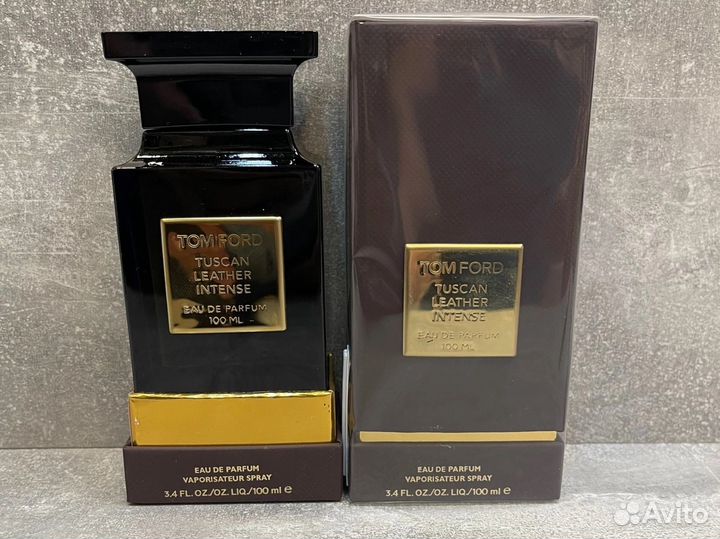 TOM FORD
TUSCAN
LEATHER
INTENSE
EAU DE PARFUM
100 ML
EAU DE PARFUM
VAPORISATEUR SPRAY
3.4 FL. OZ./OZ. LIQ./100 ml e
TOM FORD
TUSCAN
LEATHER
INTENSE
EAU DE PARFUM
100 ML
EAU DE PARFUM
VAPORISATEUR SPRAY
3.4 FL. OZ./OZ. LIQ./100 ml e
Avito